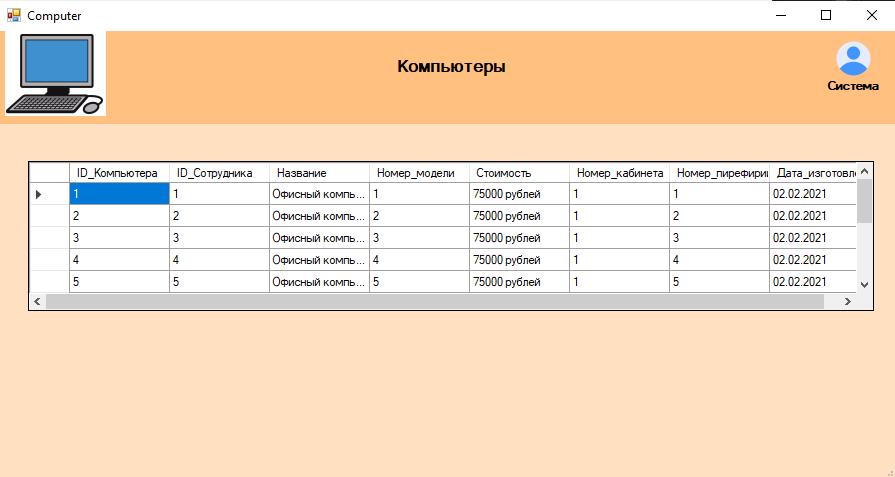 Computer
Компьютеры
Система
ID_Компьютера ID_Сотрудника Название Номер_модели Стоимость Номер_кабинета Номер_пирефирии Дата_изготовле
1 1 Офисный компь... 1 75000 рублей 1 1 02.02.2021
2 2 Офисный компь... 2 75000 рублей 1 2 02.02.2021
3 3 Офисный компь... 3 75000 рублей 1 3 02.02.2021
4 4 Офисный компь... 4 75000 рублей 1 4 02.02.2021
5 5 Офисный компь... 5 75000 рублей 1 5 02.02.2021